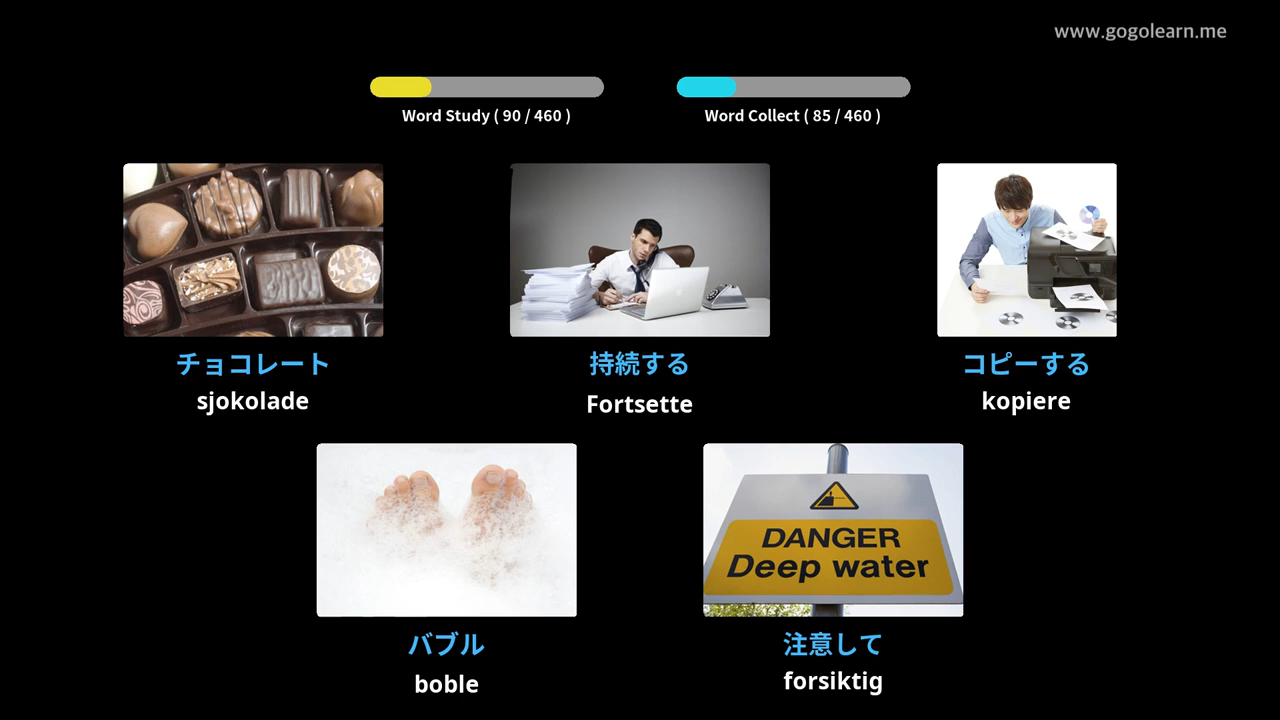 www.gogolearn.me
Word Study ( 90 / 460 )
Word Collect ( 85 / 460 )
チョコレート
sjokolade
持続する
Fortsette
コピーする
kopiere
DANGER
Deep water
バブル
boble
注意して
forsiktig